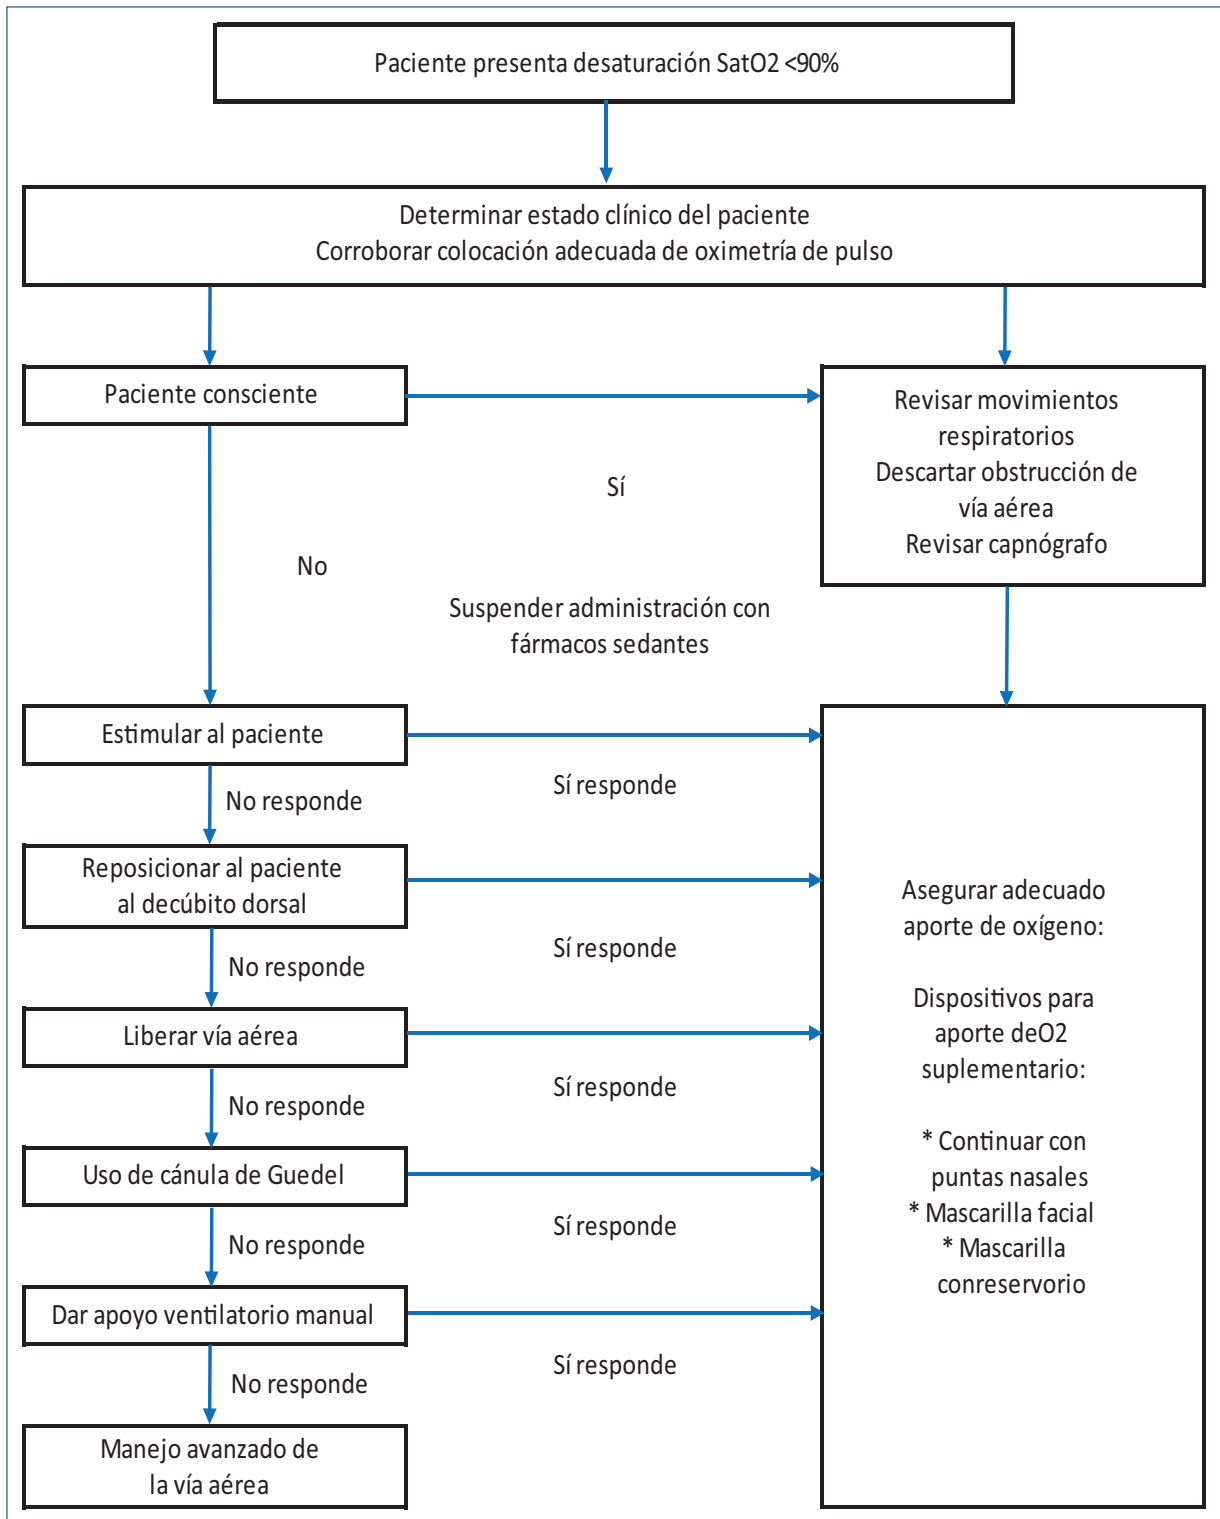 Paciente presenta desaturación SatO2 <90%
Determinar estado clínico del paciente
Corroborar colocación adecuada de oximetría de pulso
Paciente consciente
Revisar movimientos
respiratorios
Descartar obstrucción de
vía aérea
Revisar capnógrafo
Sí
No
Suspender administración con
fármacos sedantes
Estimular al paciente
Sí responde
No responde
Reposicionar al paciente
al decúbito dorsal
Sí responde
No responde
Liberar vía aérea
Sí responde
No responde
Uso de cánula de Guedel
Sí responde
No responde
Dar apoyo ventilatorio manual
Sí responde
No responde
Manejo avanzado de
la vía aérea
Asegurar adecuado
aporte de oxígeno:
Dispositivos para
aporte deO2
suplementario:
* Continuar con
puntas nasales
* Mascarilla facial
* Mascarilla
conreservorio